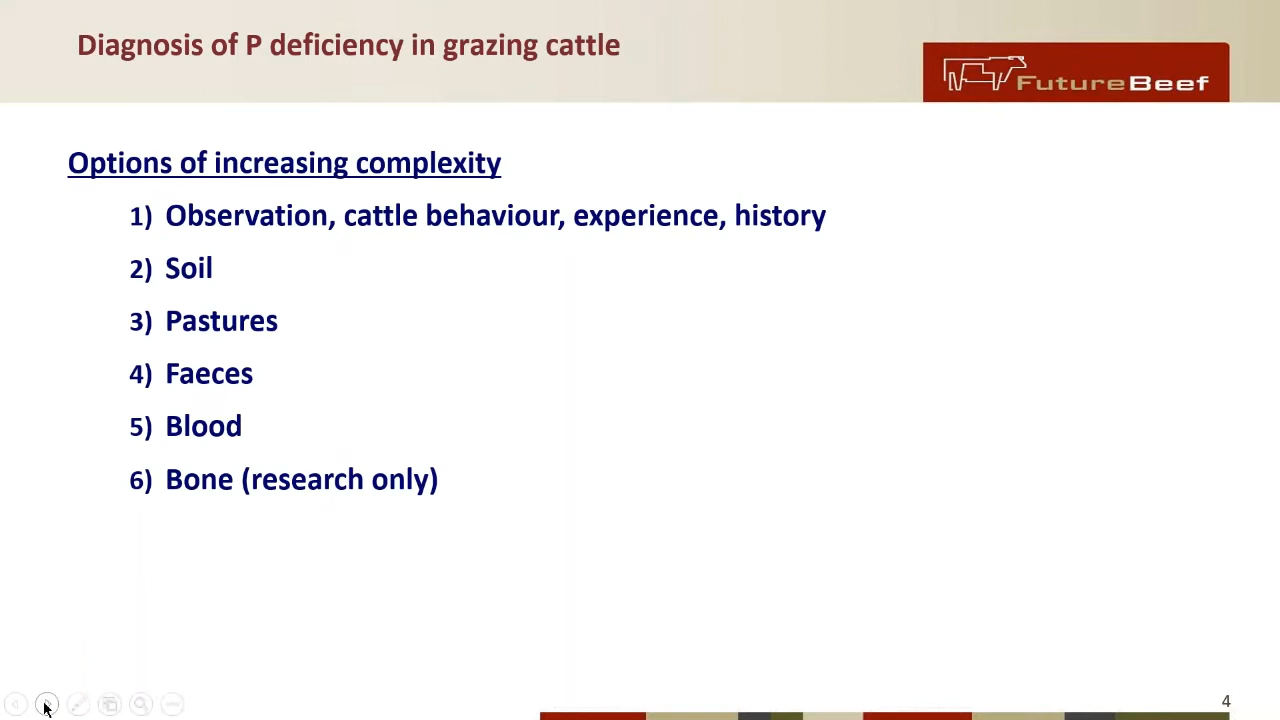 Diagnosis of P deficiency in grazing cattle
FutureBeef
Options of increasing complexity
1) Observation, cattle behaviour, experience, history
2) Soil
3) Pastures
4) Faeces
5) Blood
6) Bone (research only)
4